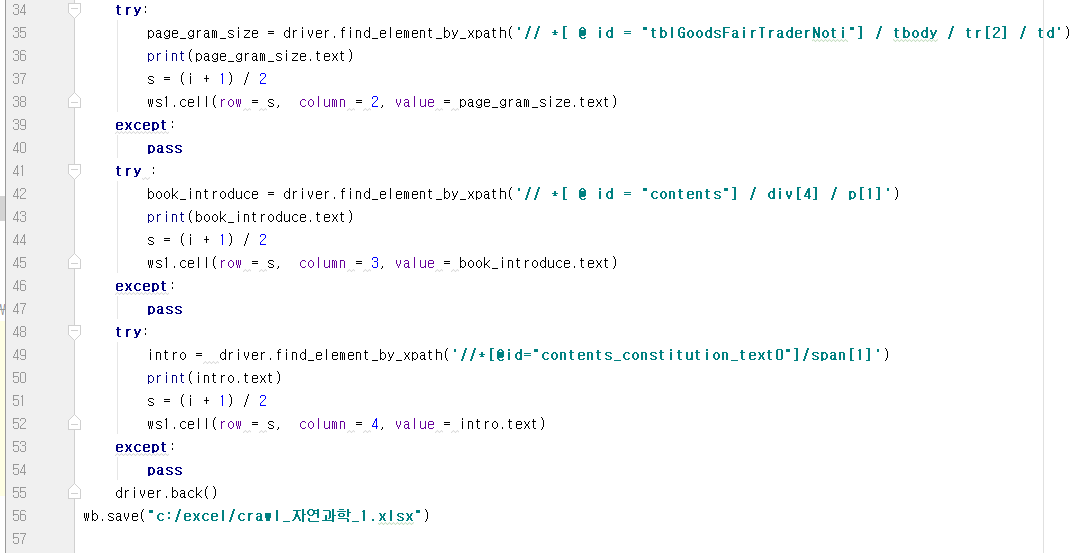 34 try:
35 page_gram_size = driver.find_element_by_xpath('// *[ @ id = "tblGoodsFairTraderNoti"] / tbody / tr[2] / td')
36 print(page_gram_size.text)
37 s = (i + 1) / 2
38 ws1.cell(row = s, column = 2, value = page_gram_size.text)
39 except:
40 pass
41 try :
42 book_introduce = driver.find_element_by_xpath('// *[ @ id = "contents"] / div[4] / p[1]')
43 print(book_introduce.text)
44 s = (i + 1) / 2
45 ws1.cell(row = s, column = 3, value = book_introduce.text)
46 except:
47 pass
48 try:
49 intro = driver.find_element_by_xpath('//*[@id="contents_constitution_text0"]/span[1]')
50 print(intro.text)
51 s = (i + 1) / 2
52 ws1.cell(row = s, column = 4, value = intro.text)
53 except:
54 pass
55 driver.back()
56 wb.save("c:/excel/crawl_자연과학_1.xlsx")
57